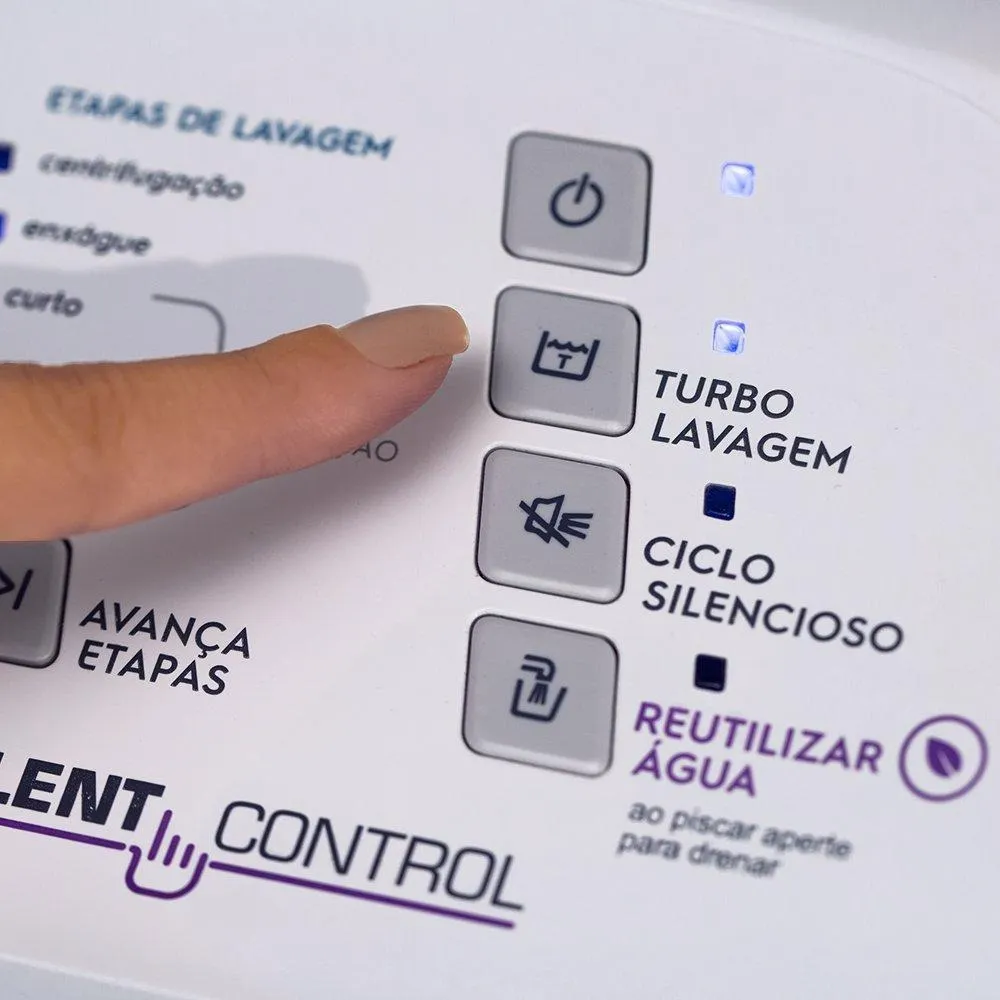 ETAPAS DE LAVAGEM
centrifugação
enxágue
curto
TURBO
LAVAGEM
CICLO
SILENCIOSO
AVANÇA
ETAPAS
REUTILIZAR
ÁGUA
ao piscar aperte
para drenar
LENT
CONTROL